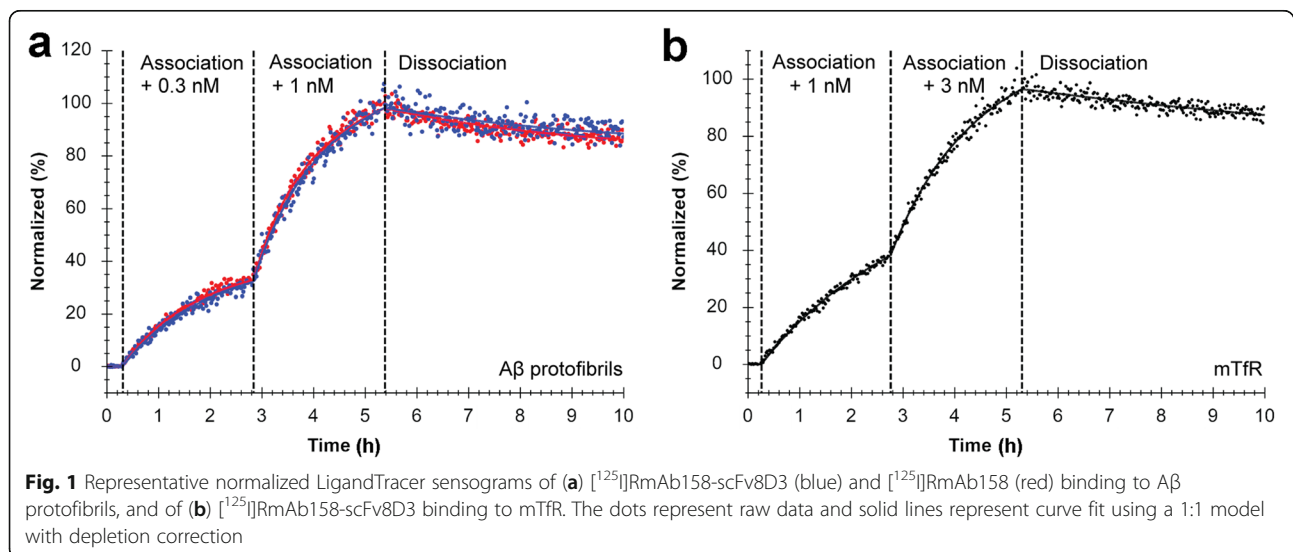 a
Association + 0.3 nM
Association + 1 nM
Dissociation
Normalized (%)
120
100
80
60
40
20
0
Aβ protofibrils
0 1 2 3 4 5 6 7 8 9 10
Time (h)
b
Association + 1 nM
Association + 3 nM
Dissociation
Normalized (%)
100
80
60
40
20
0
mTfR
0 1 2 3 4 5 6 7 8 9 10
Time (h)
Fig. 1 Representative normalized LigandTracer sensograms of (a) [¹²⁵I]RmAb158-scFv8D3 (blue) and [¹²⁵I]RmAb158 (red) binding to Aβ
protofibrils, and of (b) [¹²⁵I]RmAb158-scFv8D3 binding to mTfR. The dots represent raw data and solid lines represent curve fit using a 1:1 model
with depletion correction